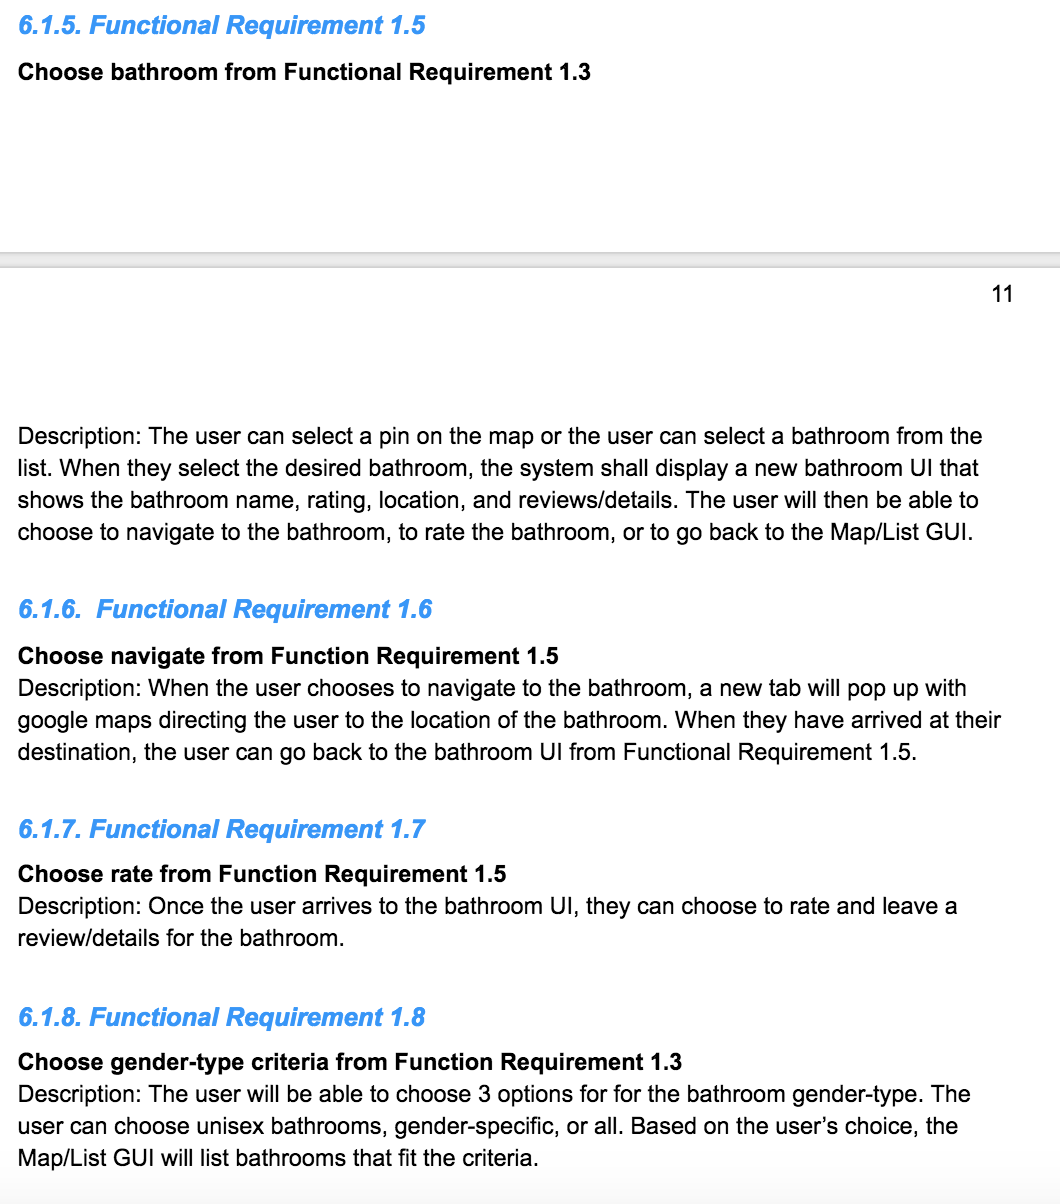 6.1.5. Functional Requirement 1.5
Choose bathroom from Functional Requirement 1.3
11
Description: The user can select a pin on the map or the user can select a bathroom from the
list. When they select the desired bathroom, the system shall display a new bathroom UI that
shows the bathroom name, rating, location, and reviews/details. The user will then be able to
choose to navigate to the bathroom, to rate the bathroom, or to go back to the Map/List GUI.
6.1.6.  Functional Requirement 1.6
Choose navigate from Function Requirement 1.5
Description: When the user chooses to navigate to the bathroom, a new tab will pop up with
google maps directing the user to the location of the bathroom. When they have arrived at their
destination, the user can go back to the bathroom UI from Functional Requirement 1.5.
6.1.7. Functional Requirement 1.7
Choose rate from Function Requirement 1.5
Description: Once the user arrives to the bathroom UI, they can choose to rate and leave a
review/details for the bathroom.
6.1.8. Functional Requirement 1.8
Choose gender-type criteria from Function Requirement 1.3
Description: The user will be able to choose 3 options for for the bathroom gender-type. The
user can choose unisex bathrooms, gender-specific, or all. Based on the user’s choice, the
Map/List GUI will list bathrooms that fit the criteria.